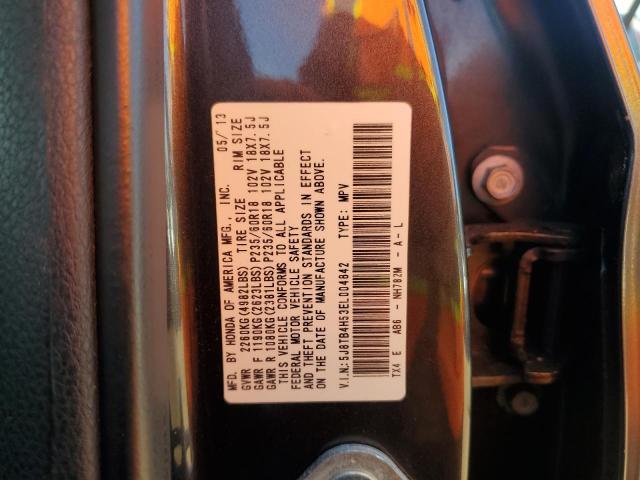 MFD. BY HONDA OF AMERICA MFG., INC. 05/13
GVWR 2260KG(4982LBS) TIRE SIZE RIM SIZE
GAWR F 1190KG(2623LBS) P235/60R18 102V 18X7.5J
GAWR R 1080KG(2381LBS) P235/60R18 102V 18X7.5J
THIS VEHICLE CONFORMS TO ALL APPLICABLE
FEDERAL MOTOR VEHICLE SAFETY
AND THEFT PREVENTION STANDARDS IN EFFECT
ON THE DATE OF MANUFACTURE SHOWN ABOVE.
V.I.N.: 5J8TB4H53EL004842 TYPE: MPV
TX4 E AB6 - NH782M - A - L